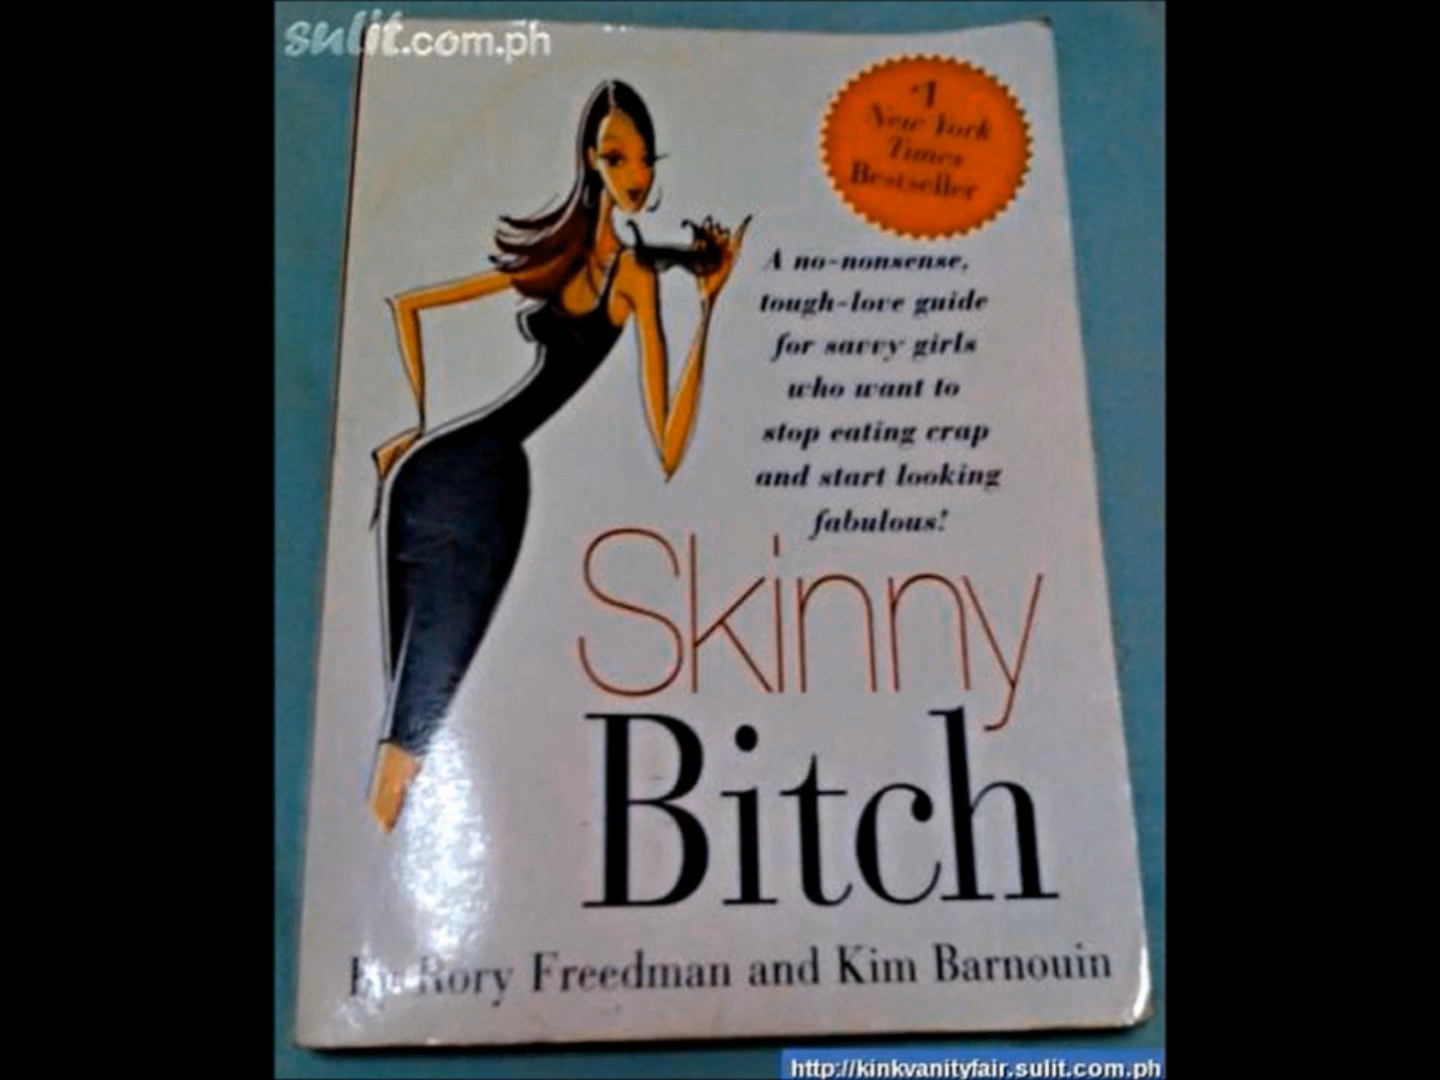 sulit.com.ph
#1
New York
Times
Bestseller
A no-nonsense,
tough-love guide
for savvy girls
who want to
stop eating crap
and start looking
fabulous!
Skinny
Bitch
by Rory Freedman and Kim Barnouin
http://kinkvanityfair.sulit.com.ph